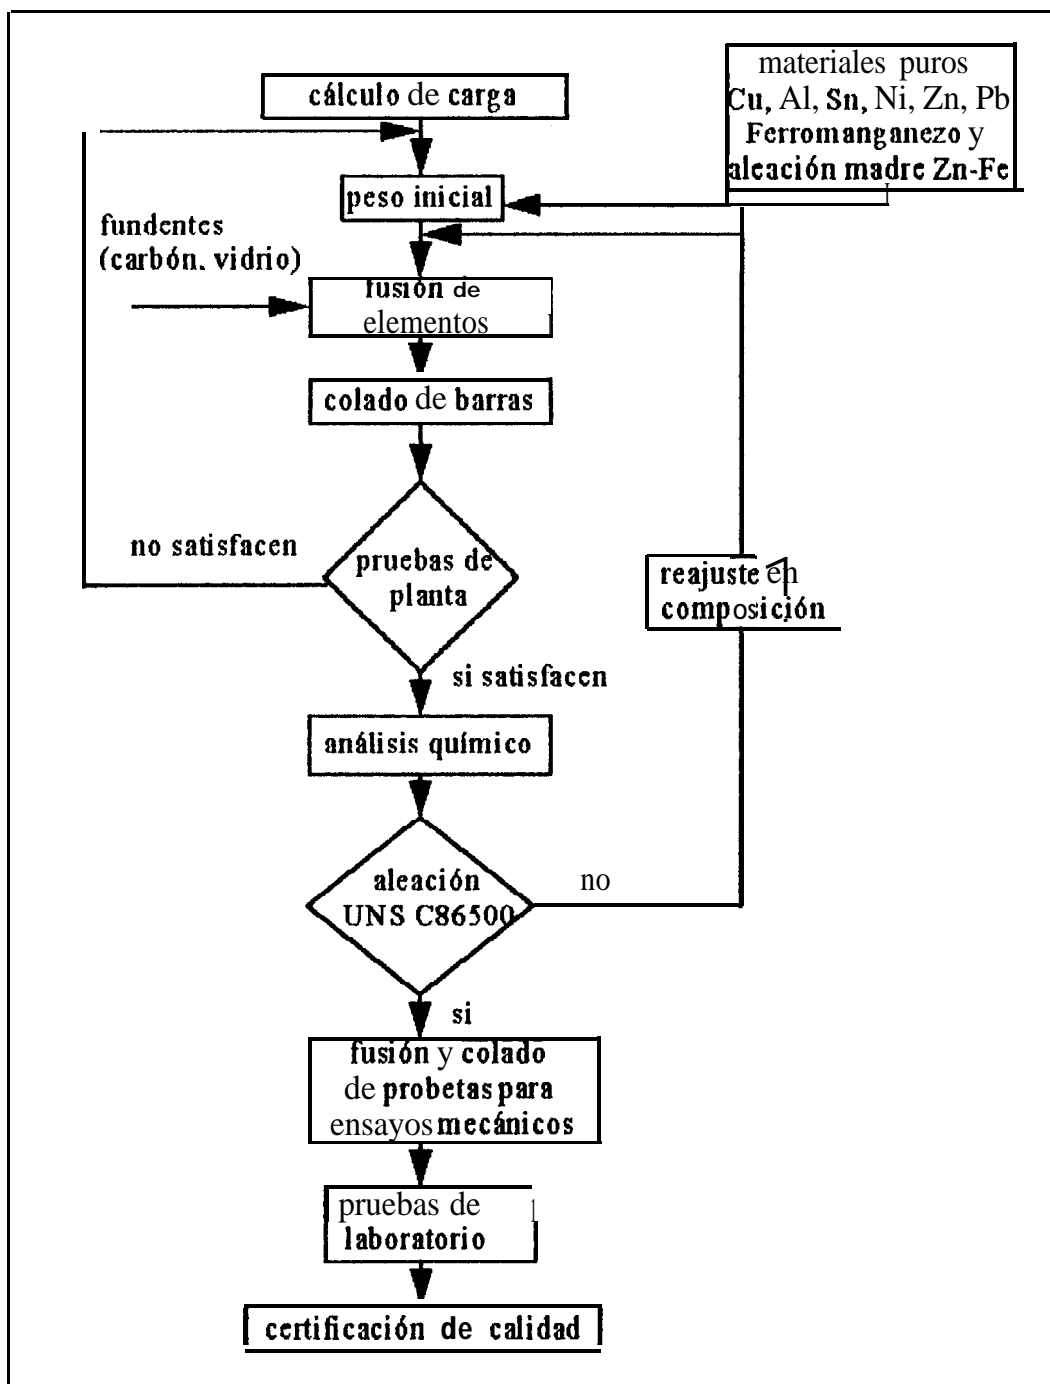 cálculo de carga
materiales puros
Cu, Al, Sn, Ni, Zn, Pb
Ferromanganezo y
aleación madre Zn-Fe
peso inicial
fundentes
(carbón. vidrio)
fusión de
elementos
colado de barras
no satisfacen
pruebas de
planta
reajuste en
composición
si satisfacen
análisis químico
aleación
UNS C86500
no
si
fusión y colado
de probetas para
ensayos mecánicos
pruebas de
laboratorio
certificación de calidad